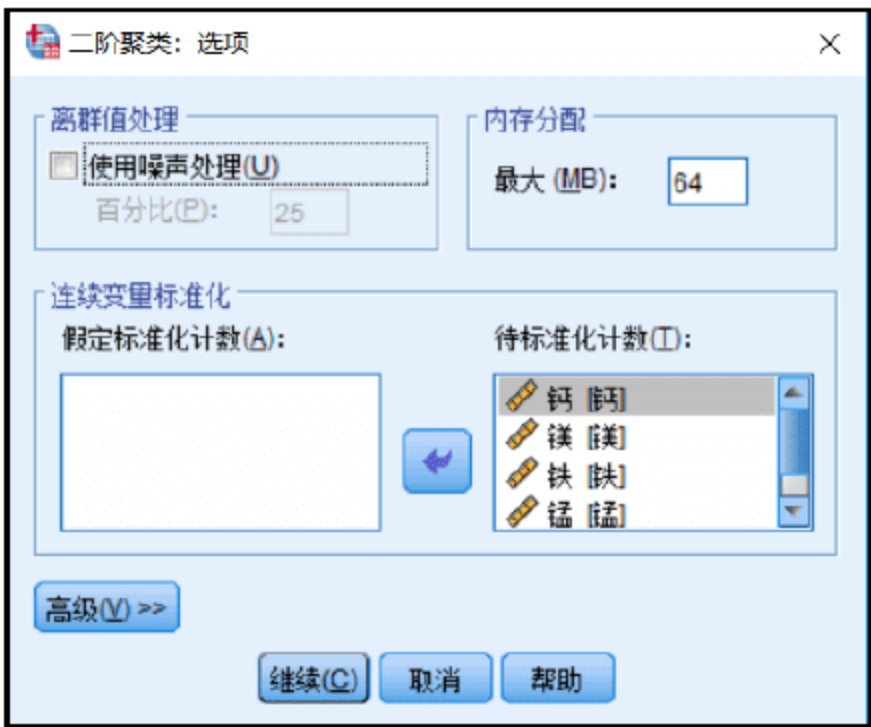 二阶聚类：选项
离群值处理
使用噪声处理(U)
百分比(P)： 25
内存分配
最大 (MB)： 64
连续变量标准化
假定标准化计数(A)：
待标准化计数(T)：
钙 [钙]
镁 [镁]
铁 [铁]
锰 [锰]
高级(V) >>
继续(C) 取消 帮助